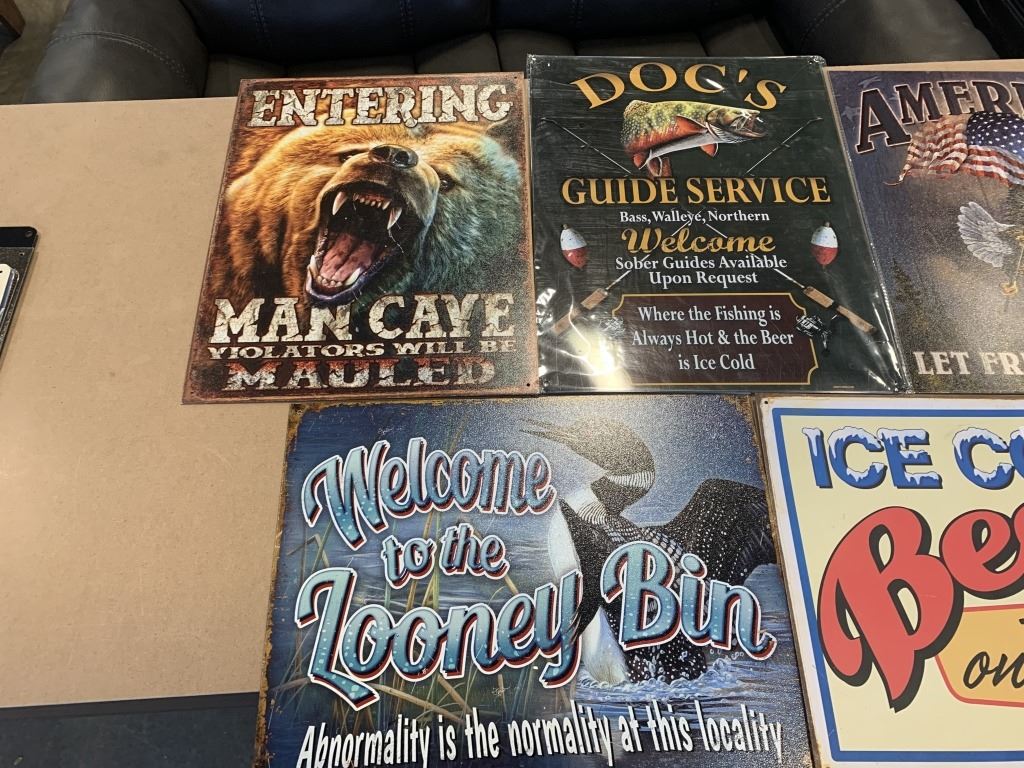 ENTERING
MAN CAVE
VIOLATORS WILL BE
MAULED
DOC'S
GUIDE SERVICE
Bass, Walleye, Northern
Welcome
Sober Guides Available
Upon Request
Where the Fishing is
Always Hot & the Beer
is Ice Cold
LET
Welcome
to the
Looney Bin
Abnormality is the normality at this locality
ICE
on